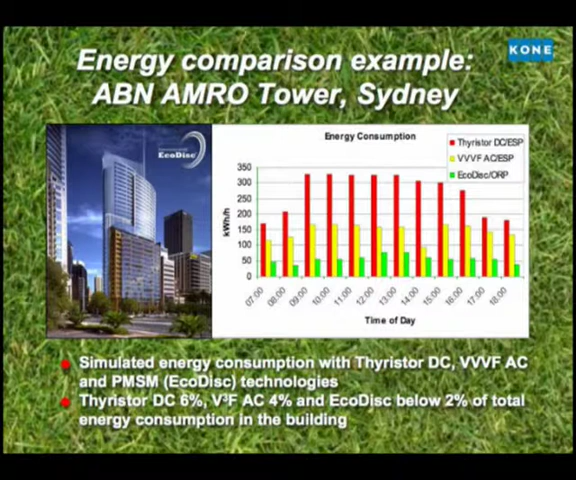 KONE
Energy comparison example:
ABN AMRO Tower, Sydney
EcoDisc
Energy Consumption
Thyristor DC/ESP
VVVF AC/ESP
EcoDisc/ORP
350
300
250
200
150
100
50
0
kWh/h
07:00 08:00 09:00 10:00 11:00 12:00 13:00 14:00 15:00 16:00 17:00 18:00
Time of Day
Simulated energy consumption with Thyristor DC, VVVF AC
and PMSM (EcoDisc) technologies
Thyristor DC 6%, V³F AC 4% and EcoDisc below 2% of total
energy consumption in the building